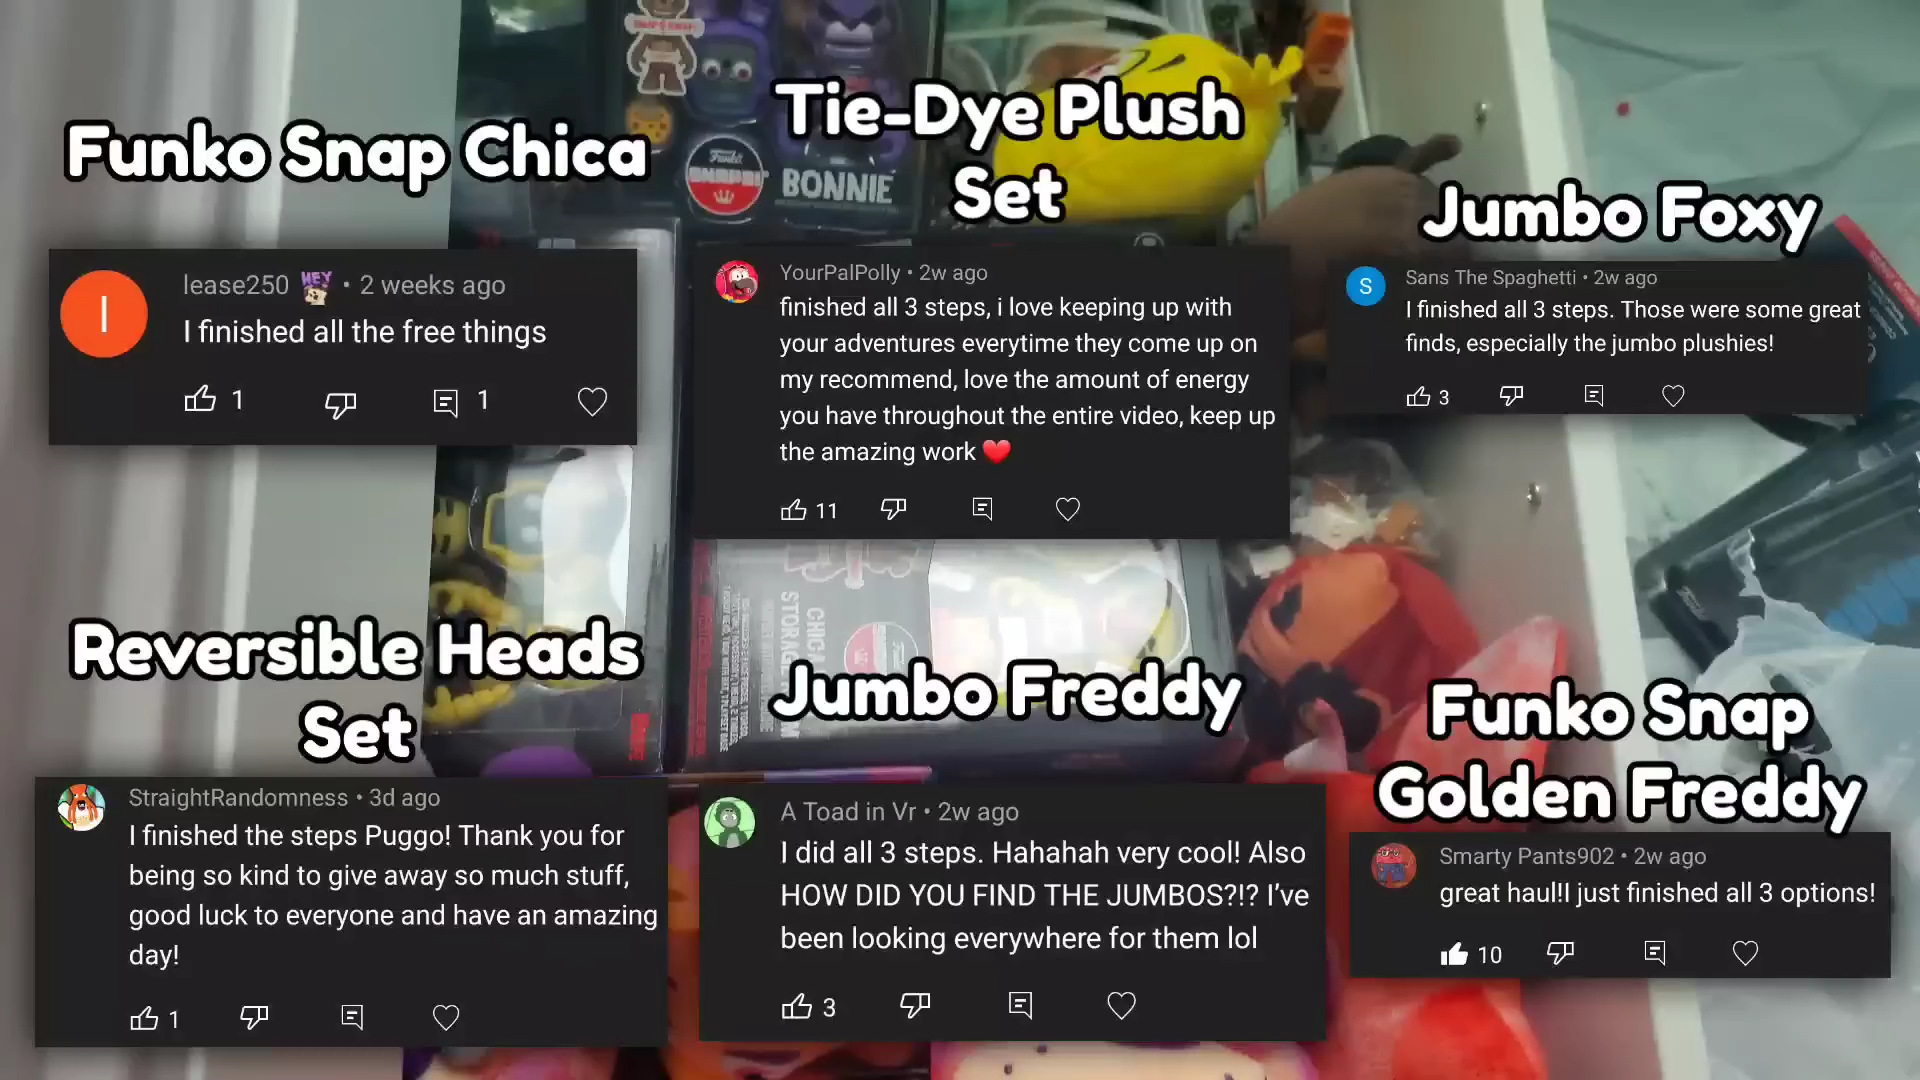 Funko Snap Chica
lease250 HEY • 2 weeks ago
I finished all the free things
1
1
Tie-Dye Plush
Set
YourPalPolly • 2w ago
finished all 3 steps, i love keeping up with
your adventures everytime they come up on
my recommend, love the amount of energy
you have throughout the entire video, keep up
the amazing work ❤️
11
Jumbo Foxy
S
Sans The Spaghetti • 2w ago
I finished all 3 steps. Those were some great
finds, especially the jumbo plushies!
3
Reversible Heads
Set
StraightRandomness • 3d ago
I finished the steps Puggo! Thank you for
being so kind to give away so much stuff,
good luck to everyone and have an amazing
day!
1
Jumbo Freddy
A Toad in Vr • 2w ago
I did all 3 steps. Hahahah very cool! Also
HOW DID YOU FIND THE JUMBOS?!? I've
been looking everywhere for them lol
3
Funko Snap
Golden Freddy
Smarty Pants902 • 2w ago
great haul!I just finished all 3 options!
10
Funko
SNAPS!
BONNIE